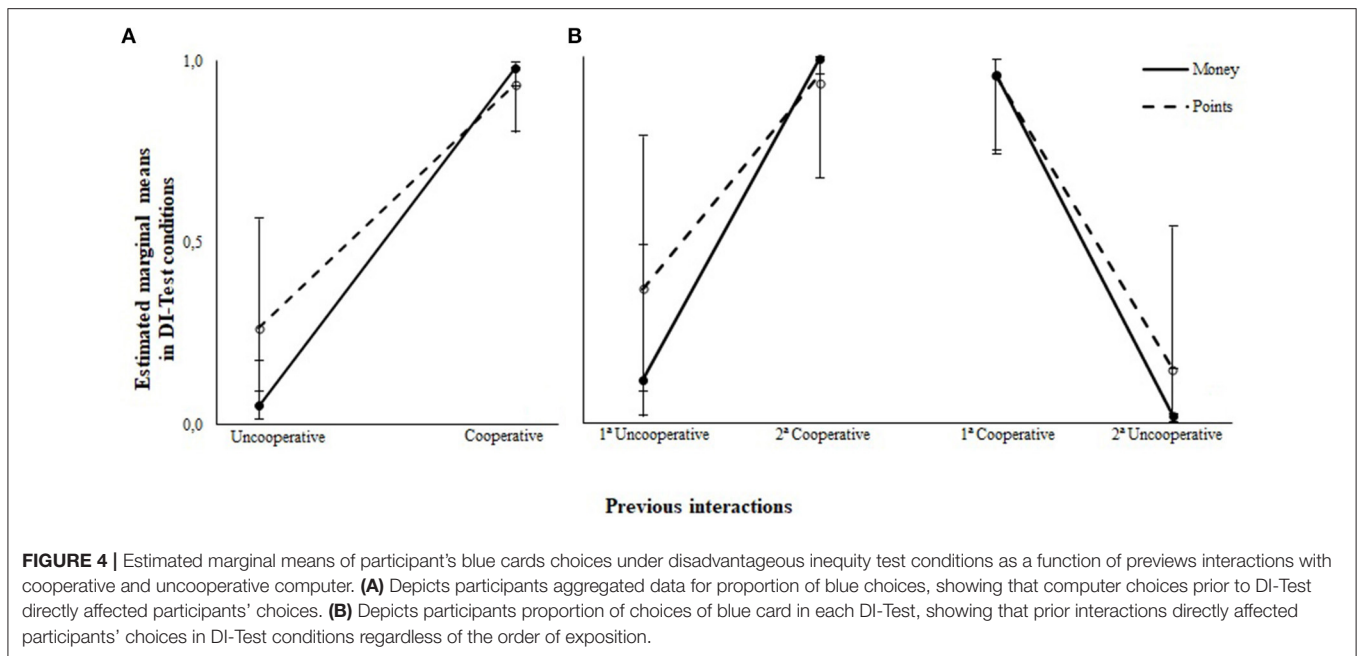 A
B
1,0
0,5
0,0
Estimated marginal means
in DI-Test conditions
Uncooperative
Cooperative
1ª Uncooperative
2ª Cooperative
1ª Cooperative
2ª Uncooperative
Money
Points
Previous interactions
FIGURE 4 | Estimated marginal means of participant's blue cards choices under disadvantageous inequity test conditions as a function of previews interactions with
cooperative and uncooperative computer. (A) Depicts participants aggregated data for proportion of blue choices, showing that computer choices prior to DI-Test
directly affected participants' choices. (B) Depicts participants proportion of choices of blue card in each DI-Test, showing that prior interactions directly affected
participants' choices in DI-Test conditions regardless of the order of exposition.